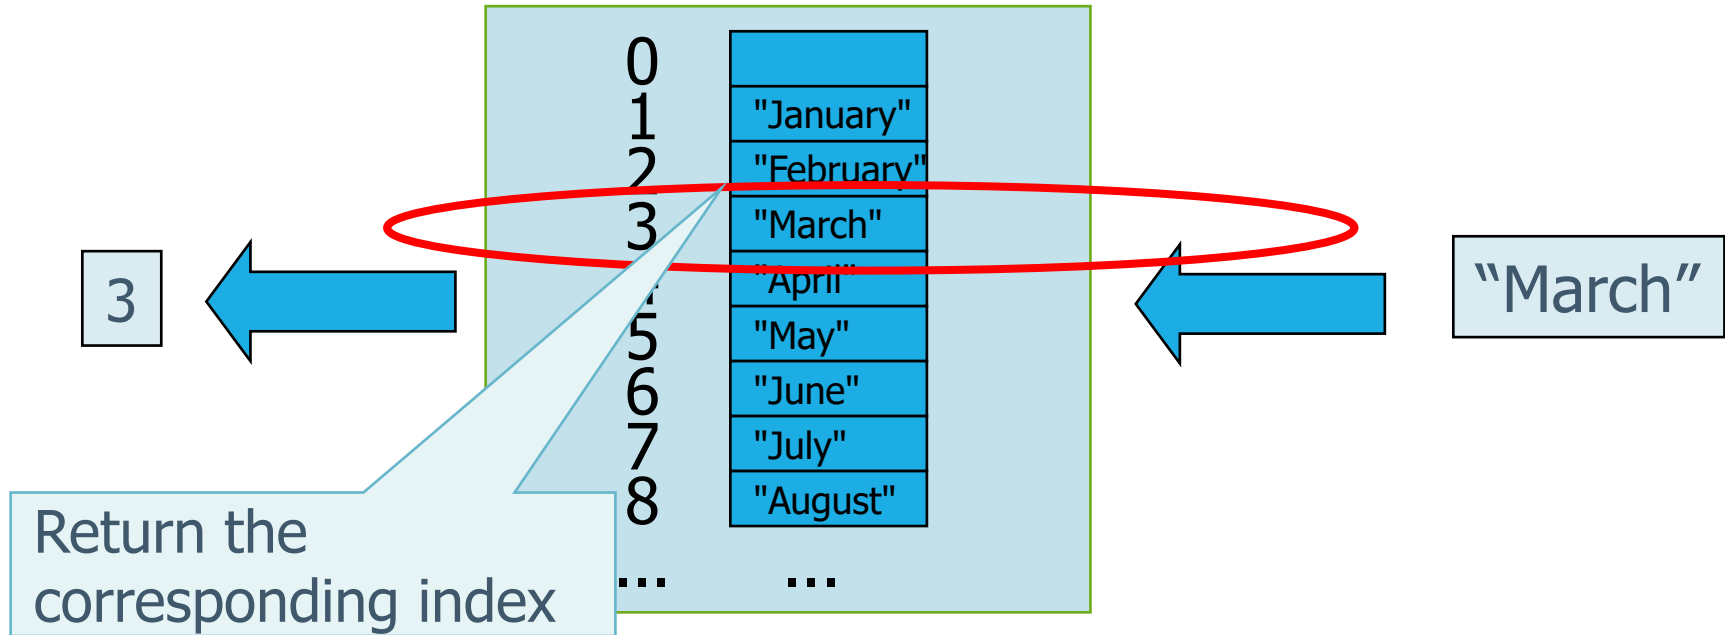 0
1 "January"
2 "February"
3 "March"
"April"
5 "May"
6 "June"
7 "July"
8 "August"
... ...
3
“March”
Return the
corresponding index